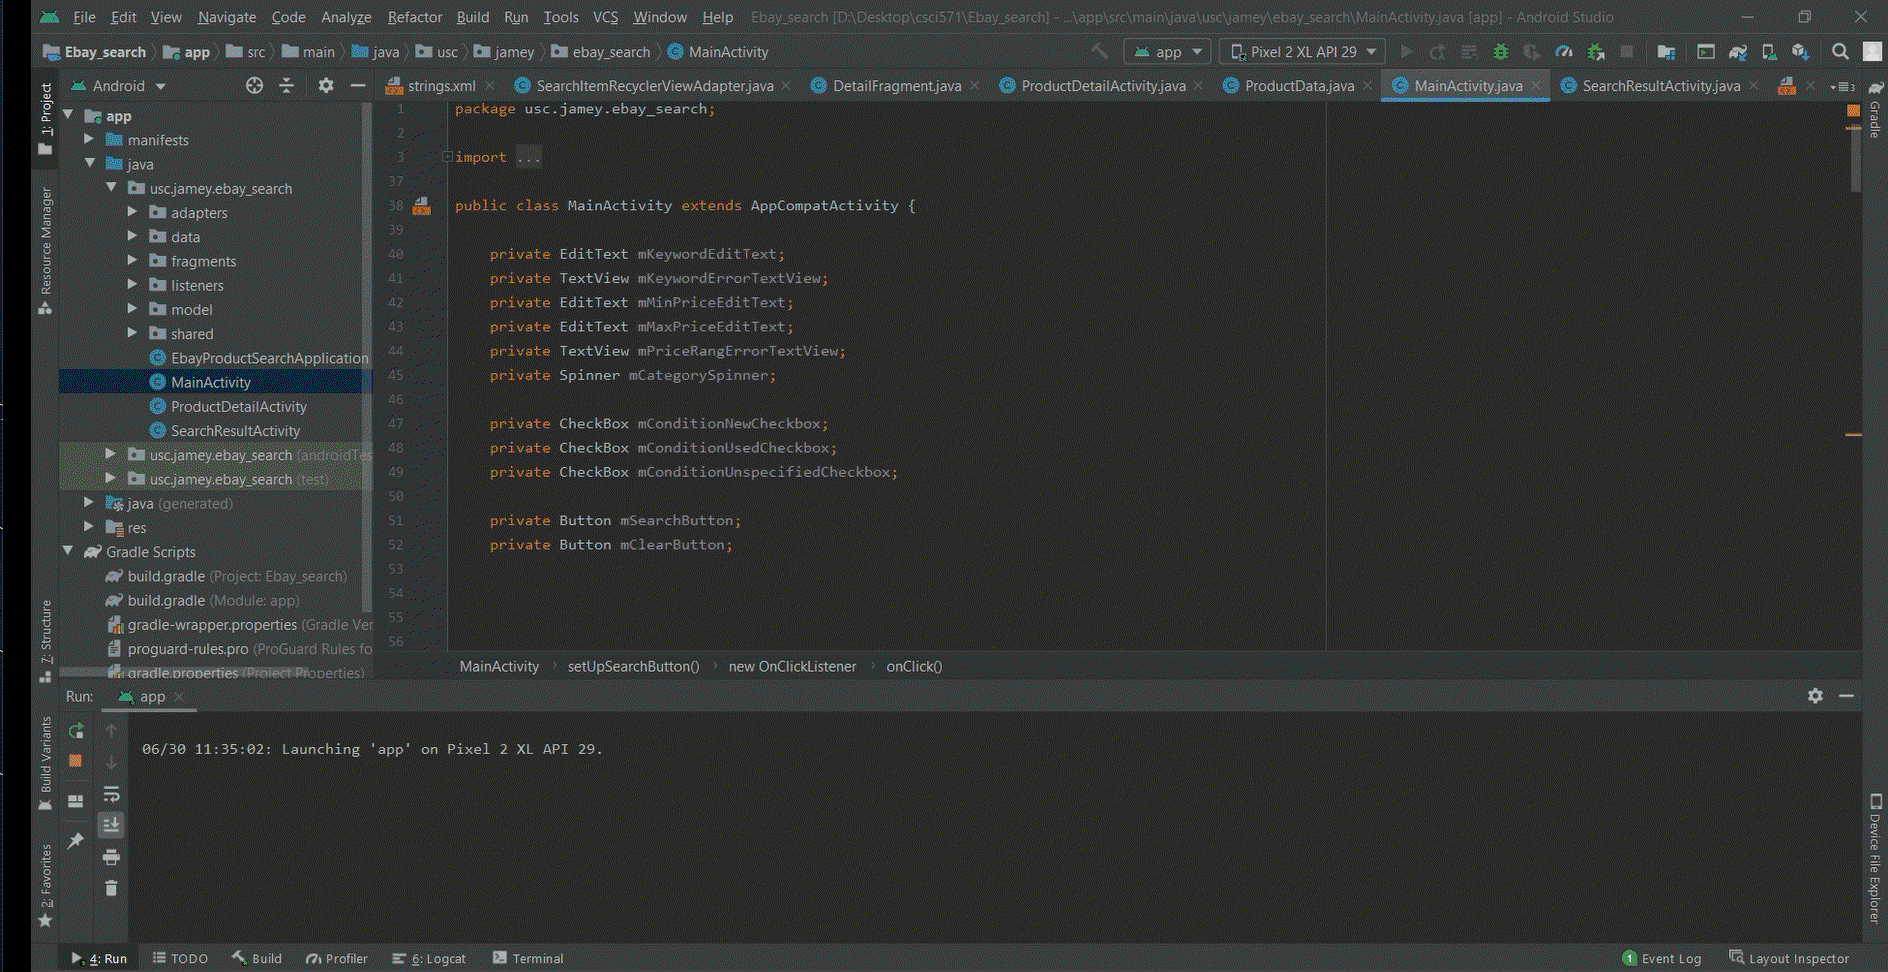 File Edit View Navigate Code Analyze Refactor Build Run Tools VCS Window Help Ebay_search [D:\Desktop\csci571\Ebay_search] - ...\app\src\main\java\usc\jamey\ebay_search\MainActivity.java [app] - Android Studio
Ebay_search app src main java usc jamey ebay_search MainActivity app Pixel 2 XL API 29
Android strings.xml SearchItemRecyclerViewAdapter.java DetailFragment.java ProductDetailActivity.java ProductData.java MainActivity.java SearchResultActivity.java 3
1: Project
Resource Manager
7: Structure
Build Variants
2: Favorites
app
manifests
java
usc.jamey.ebay_search
adapters
data
fragments
listeners
model
shared
EbayProductSearchApplication
MainActivity
ProductDetailActivity
SearchResultActivity
usc.jamey.ebay_search (androidTes
usc.jamey.ebay_search (test)
java (generated)
res
Gradle Scripts
build.gradle (Project: Ebay_search)
build.gradle (Module: app)
gradle-wrapper.properties (Gradle Ver
proguard-rules.pro (ProGuard Rules fo
gradle.properties (Project Properties)
1 package usc.jamey.ebay_search;
2
3 import ...
37
38 public class MainActivity extends AppCompatActivity {
39
40 private EditText mKeywordEditText;
41 private TextView mKeywordErrorTextView;
42 private EditText mMinPriceEditText;
43 private EditText mMaxPriceEditText;
44 private TextView mPriceRangErrorTextView;
45 private Spinner mCategorySpinner;
46
47 private CheckBox mConditionNewCheckbox;
48 private CheckBox mConditionUsedCheckbox;
49 private CheckBox mConditionUnspecifiedCheckbox;
50
51 private Button mSearchButton;
52 private Button mClearButton;
53
54
55
56
MainActivity setUpSearchButton() new OnClickListener onClick()
Gradle
Device File Explorer
Run: app
06/30 11:35:02: Launching 'app' on Pixel 2 XL API 29.
4: Run TODO Build Profiler 6: Logcat Terminal 1 Event Log Layout Inspector